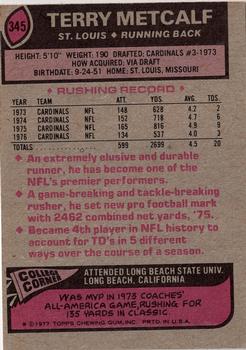 345
TERRY METCALF
ST. LOUIS • RUNNING BACK
HEIGHT: 5'10" WEIGHT: 190 DRAFTED: CARDINALS #3-1973
HOW ACQUIRED: VIA DRAFT
BIRTHDATE: 9-24-51 HOME: ST. LOUIS, MISSOURI
RUSHING RECORD
YEAR ATT. YDS. AVG. TDS
1973 CARDINALS NFL 148 628 4.2 2
1974 CARDINALS NFL 152 718 4.7 6
1975 CARDINALS NFL 165 816 4.9 9
1976 CARDINALS NFL 134 537 4.0 3
TOTALS 599 2699 4.5 20
An extremely elusive and durable
runner, he has become one of the
NFL's premier performers.
A game-breaking and tackle-breaking
rusher, he set new pro football mark
with 2462 combined net yards, '75.
Became 4th player in NFL history to
account for TD's in 5 different
ways over the course of a season.
COLLEGE CORNER
ATTENDED LONG BEACH STATE UNIV.
LONG BEACH, CALIFORNIA
WAS MVP IN 1973 COACHES'
ALL-AMERICA GAME, RUSHING FOR
135 YARDS IN CLASSIC.
© 1977 TOPPS CHEWING GUM, INC. PRTD. IN U.S.A.